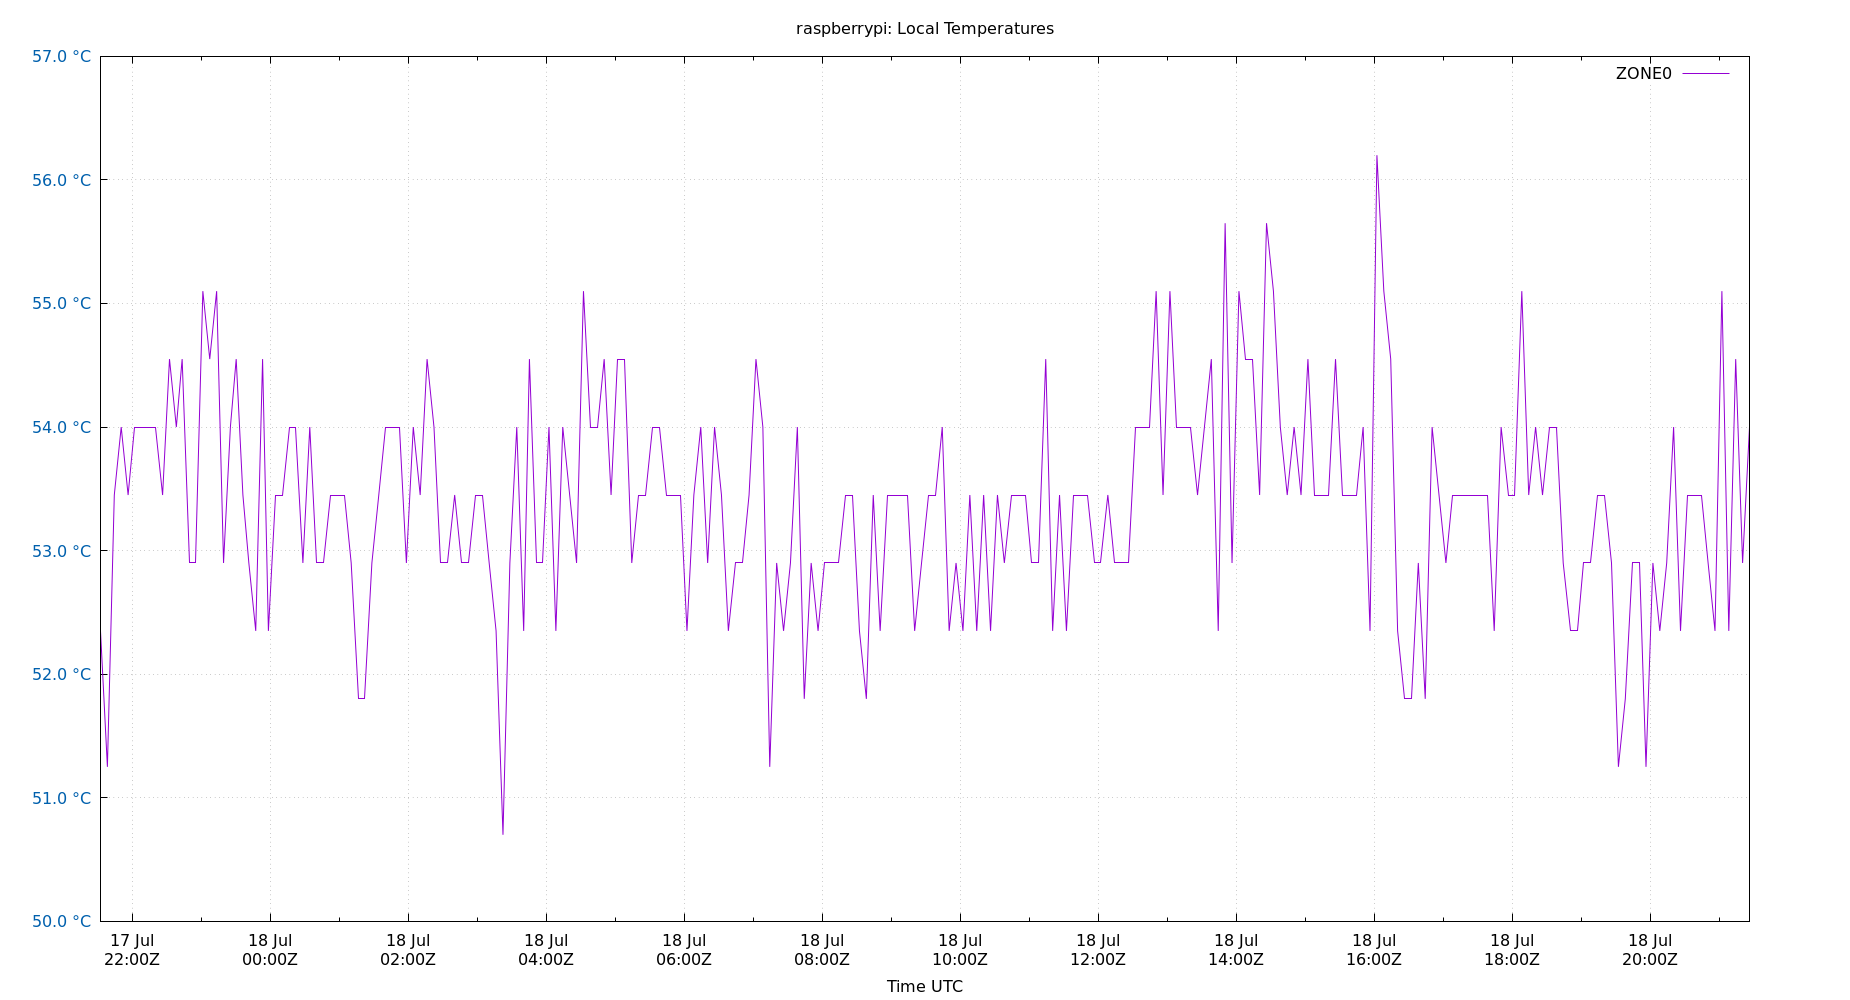 raspberrypi: Local Temperatures
57.0 °C
ZONE0
56.0 °C
55.0 °C
54.0 °C
53.0 °C
52.0 °C
51.0 °C
50.0 °C
17 Jul 18 Jul 18 Jul 18 Jul 18 Jul 18 Jul 18 Jul 18 Jul 18 Jul 18 Jul 18 Jul 18 Jul
22:00Z 00:00Z 02:00Z 04:00Z 06:00Z 08:00Z 10:00Z 12:00Z 14:00Z 16:00Z 18:00Z 20:00Z
Time UTC